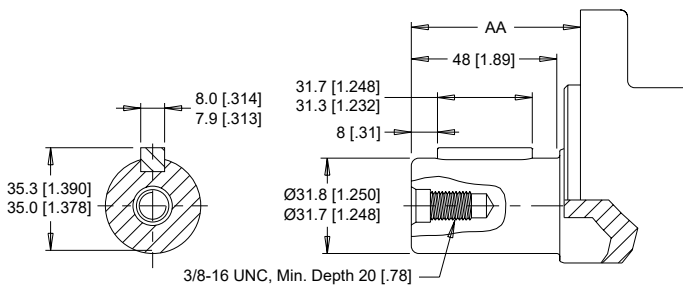 AA
48 [1.89]
8.0 [.314]
7.9 [.313]
31.7 [1.248]
31.3 [1.232]
8 [.31]
35.3 [1.390]
35.0 [1.378]
Ø31.8 [1.250]
Ø31.7 [1.248]
3/8-16 UNC, Min. Depth 20 [.78]